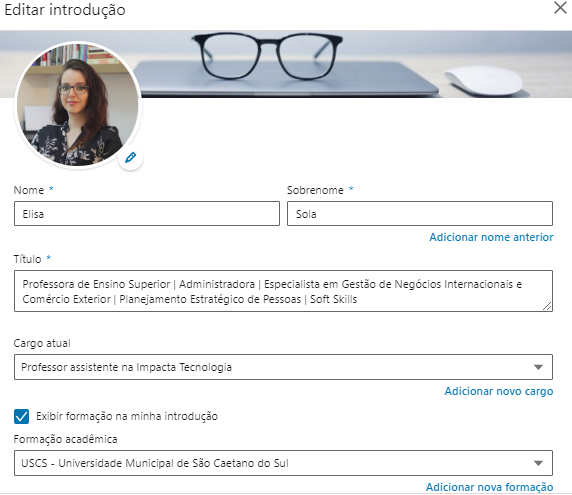 Editar introdução
Nome *
Sobrenome *
Elisa
Sola
Adicionar nome anterior
Título *
Professora de Ensino Superior | Administradora | Especialista em Gestão de Negócios Internacionais e
Comércio Exterior | Planejamento Estratégico de Pessoas | Soft Skills
Cargo atual
Professor assistente na Impacta Tecnologia
Adicionar novo cargo
Exibir formação na minha introdução
Formação acadêmica
USCS - Universidade Municipal de São Caetano do Sul
Adicionar nova formação